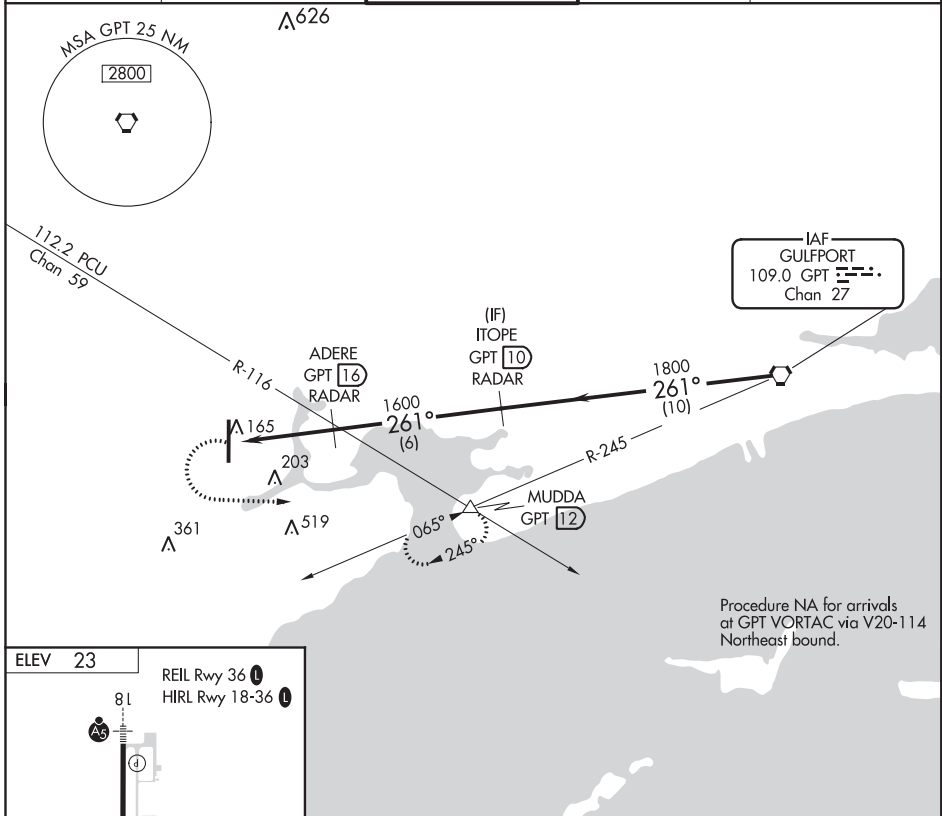 626
MSA GPT 25 NM
2800
112.2 PCU
Chan 59
R-116
IAF
GULFPORT
109.0 GPT
Chan 27
(IF)
ITOPE
GPT 10
RADAR
ADERE
GPT 16
RADAR
1800
261°
(10)
1600
261°
(6)
165
203
R-245
MUDDA
GPT 12
065°
245°
361
519
Procedure NA for arrivals
at GPT VORTAC via V20-114
Northeast bound.
ELEV 23
REIL Rwy 36 L
HIRL Rwy 18-36 L
18
A5
P